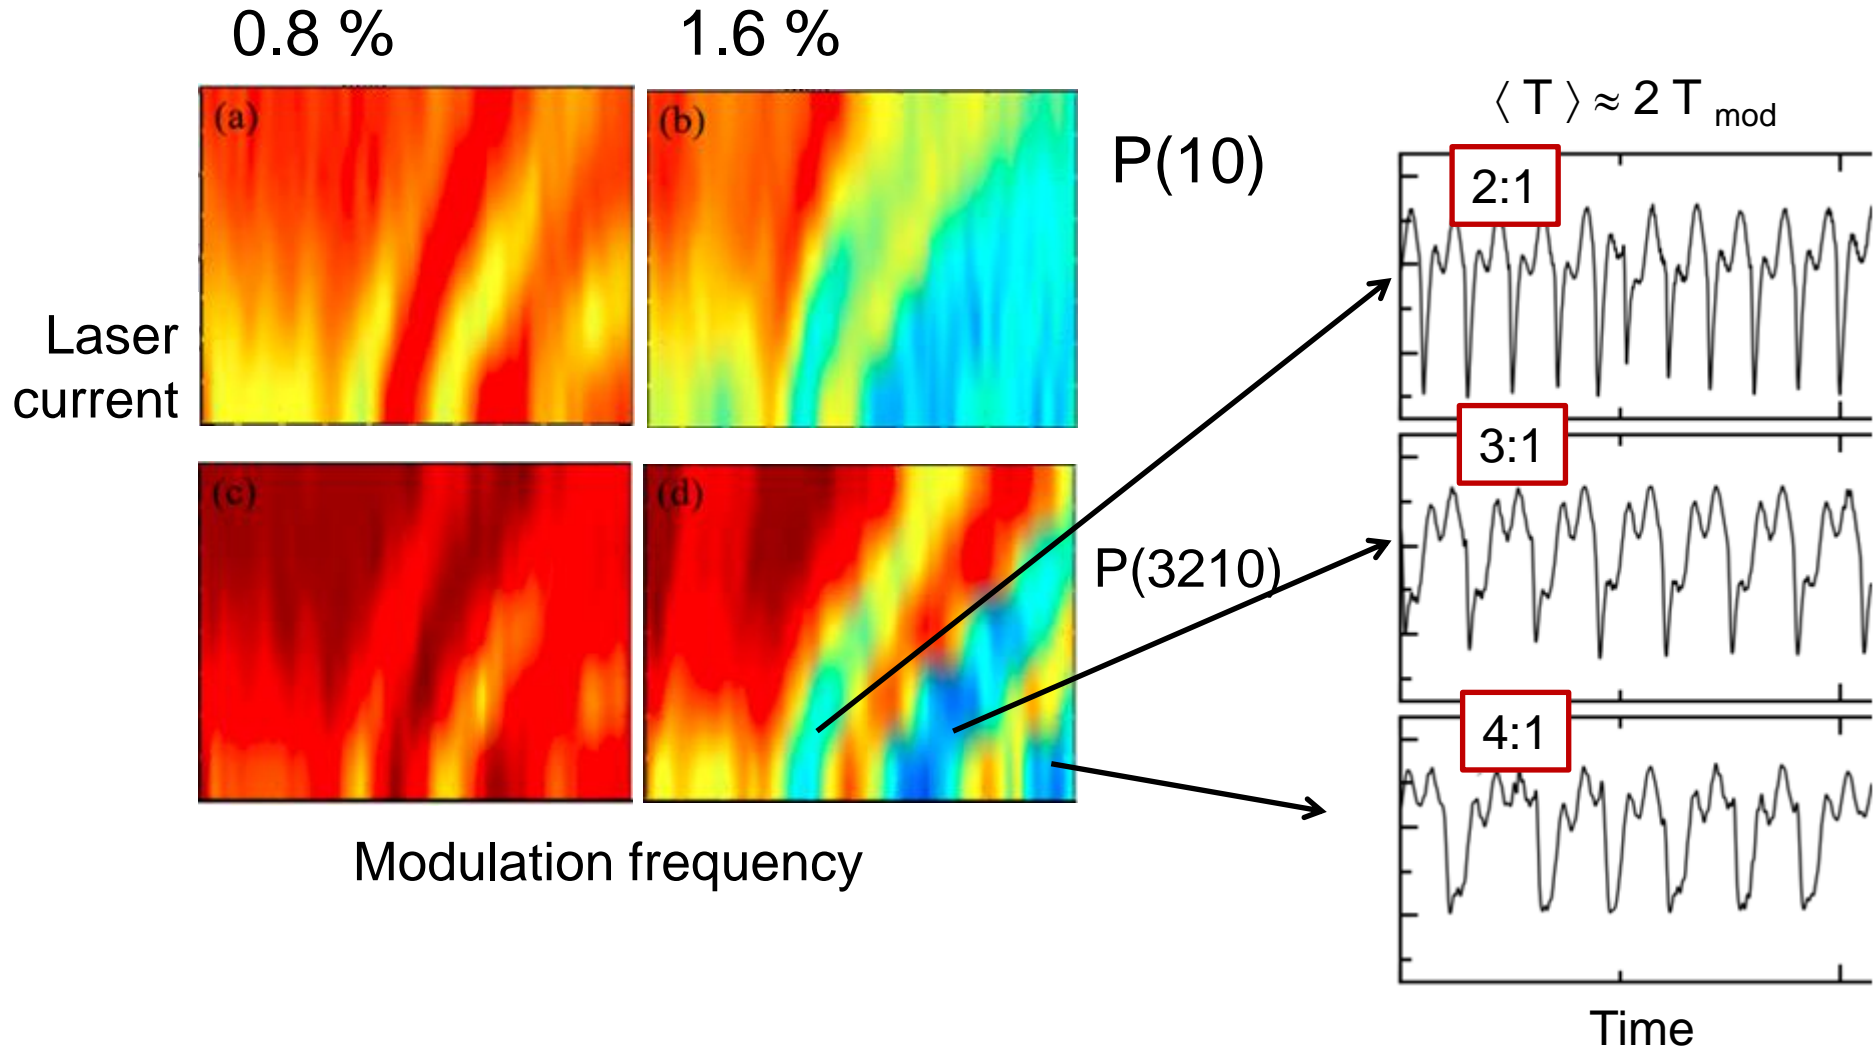 0.8 %
1.6 %
(a)
(b)
P(10)
Laser
current
(c)
(d)
P(3210)
Modulation frequency
⟨ T ⟩ ≈ 2 T mod
2:1
3:1
4:1
Time